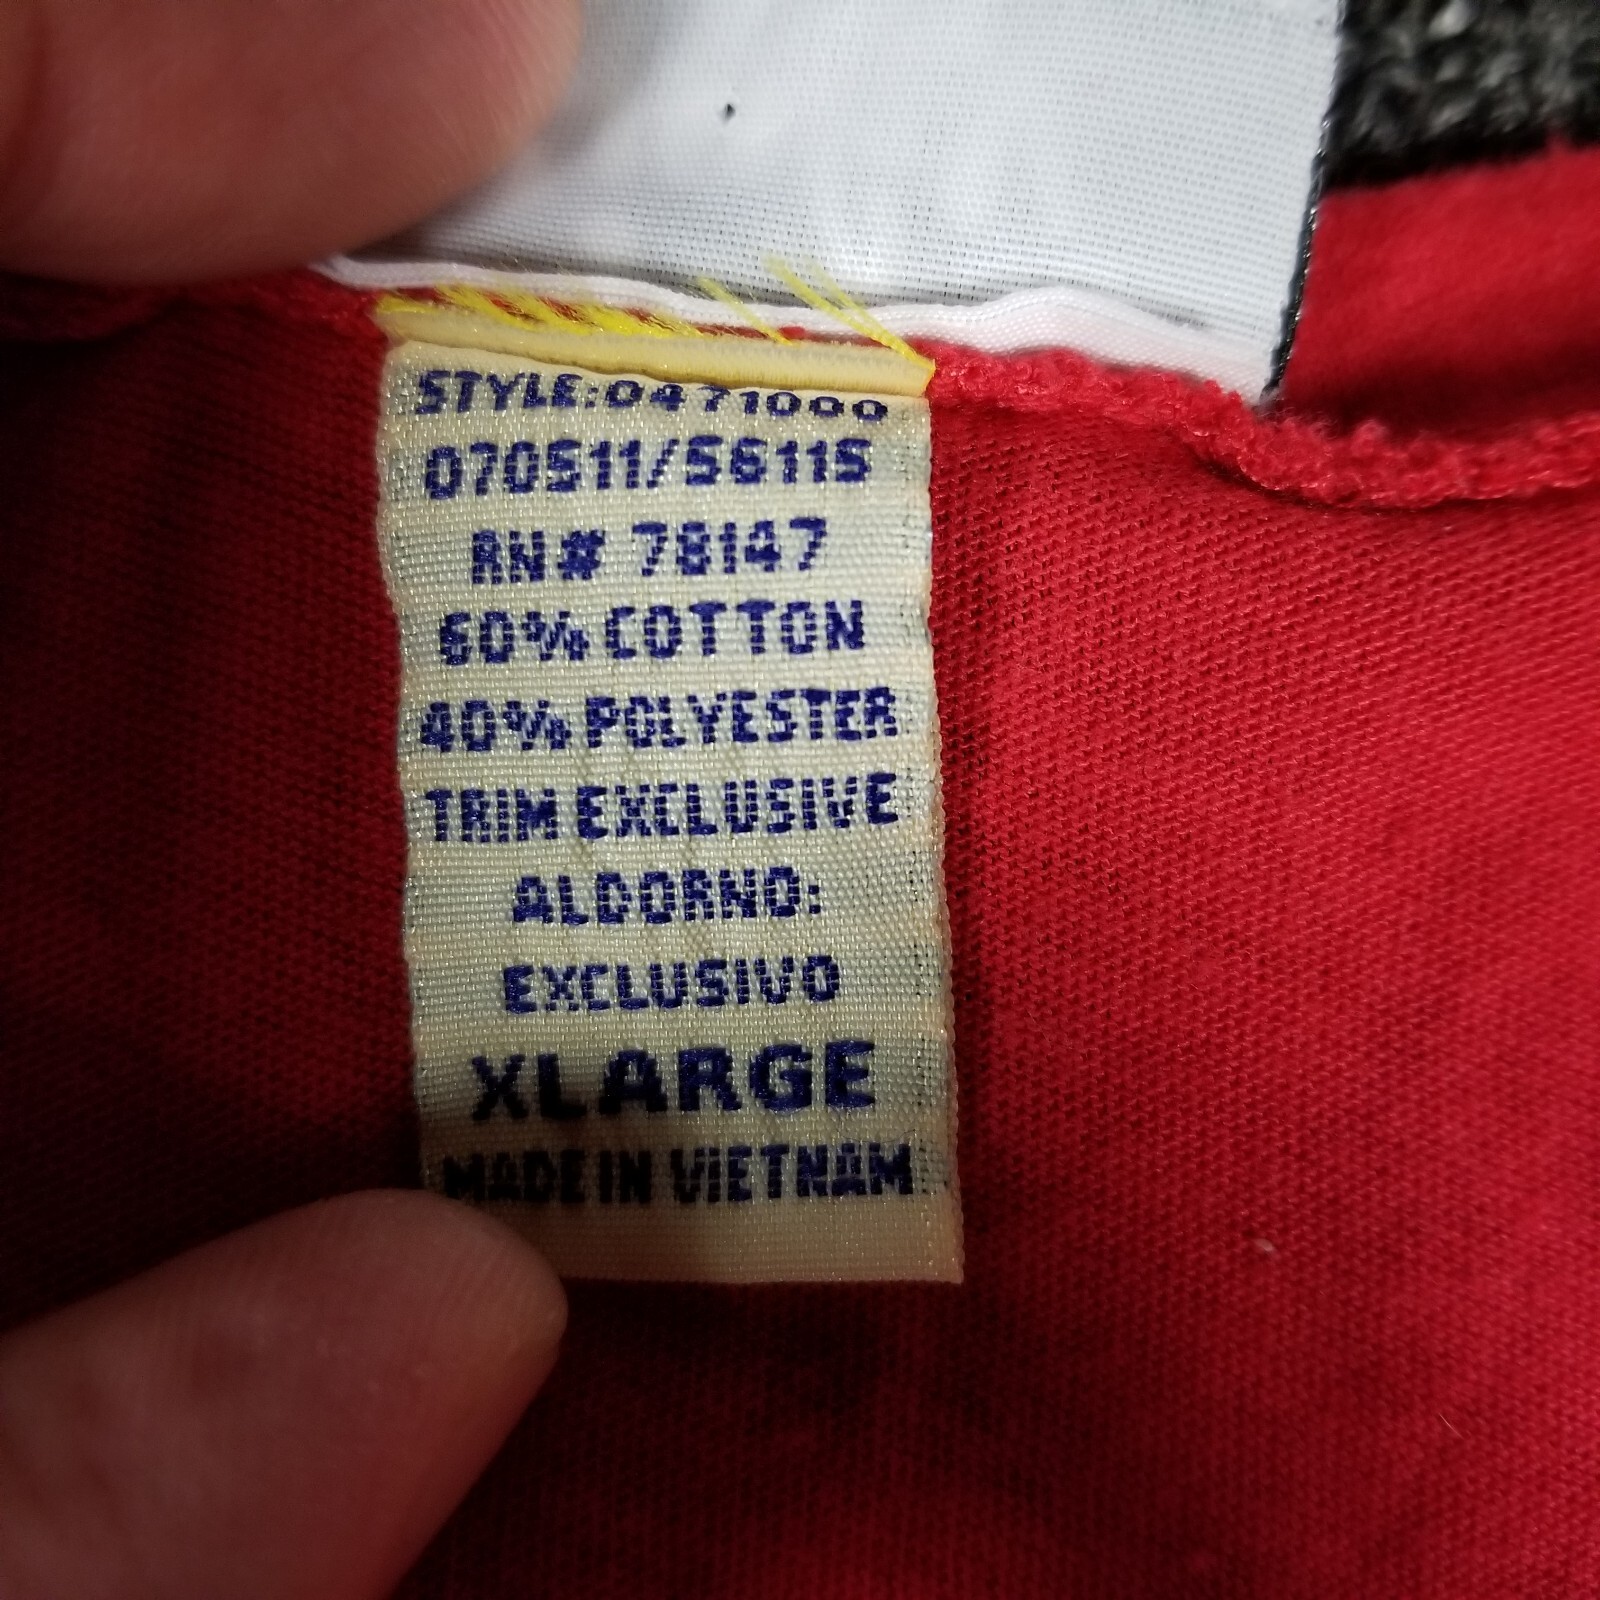 STYLE:0471000
070511/56115
RN# 78147
60% COTTON
40% POLYESTER
TRIM EXCLUSIVE
ALDORNO:
EXCLUSIVO
XLARGE
MADE IN VIETNAM